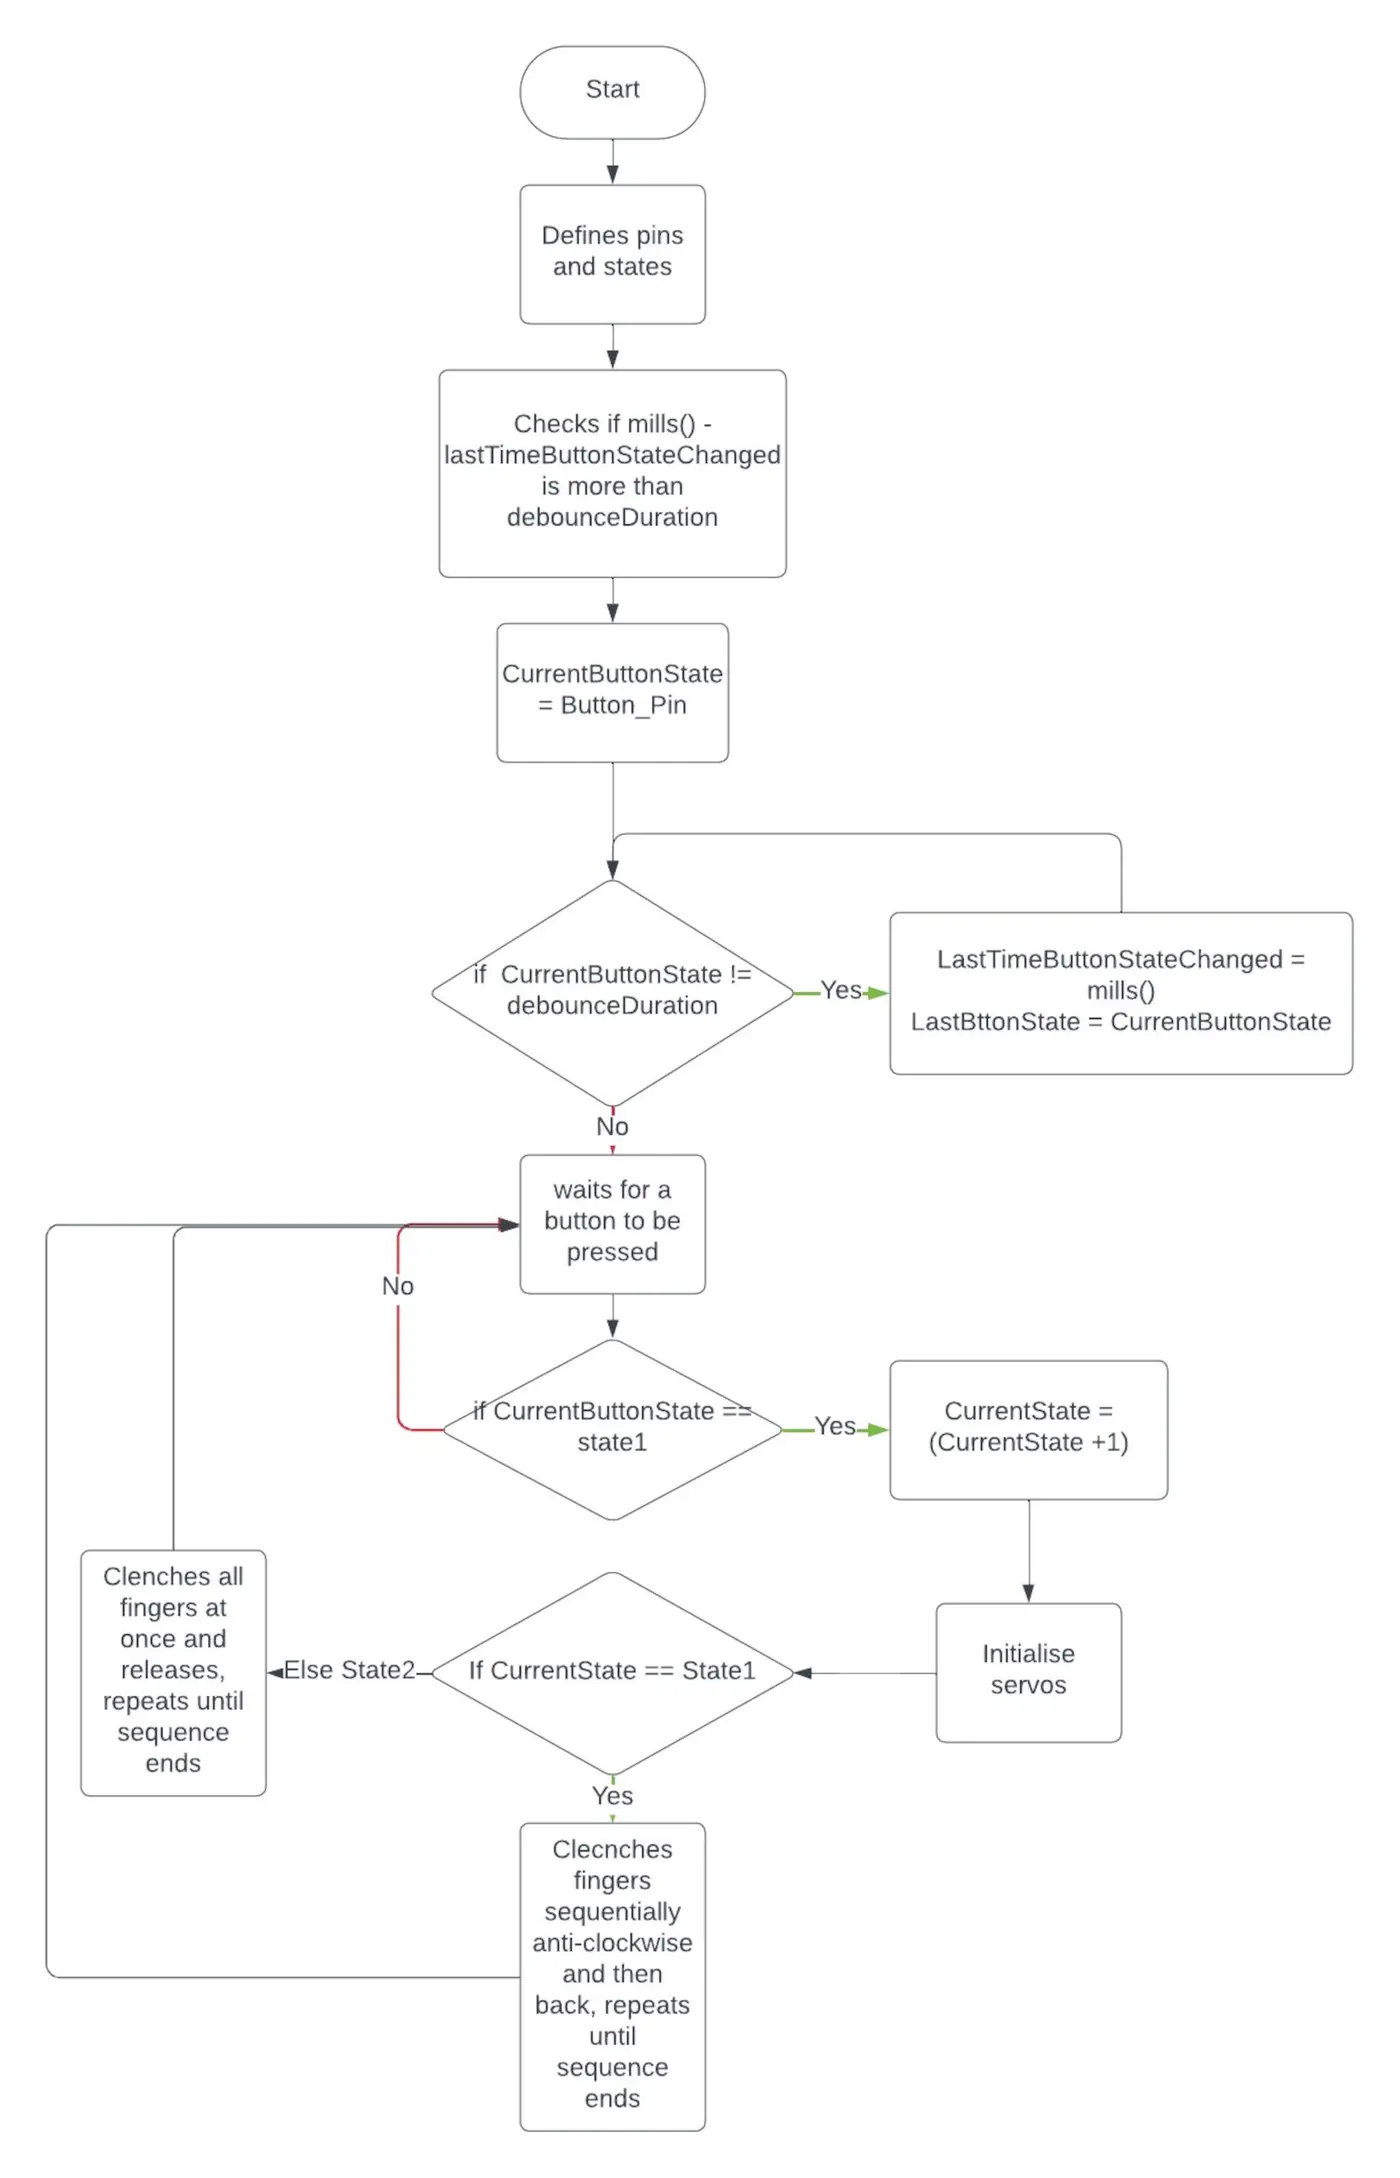 Start
Defines pins
and states
Checks if mills() -
lastTimeButtonStateChanged
is more than
debounceDuration
CurrentButtonState
= Button_Pin
if  CurrentButtonState !=
debounceDuration
Yes
LastTimeButtonStateChanged =
mills()
LastBttonState = CurrentButtonState
No
waits for a
button to be
pressed
No
if CurrentButtonState ==
state1
Yes
CurrentState =
(CurrentState +1)
Initialise
servos
If CurrentState == State1
Else State2
Clenches all
fingers at
once and
releases,
repeats until
sequence
ends
Yes
Clecnches
fingers
sequentially
anti-clockwise
and then
back, repeats
until
sequence
ends